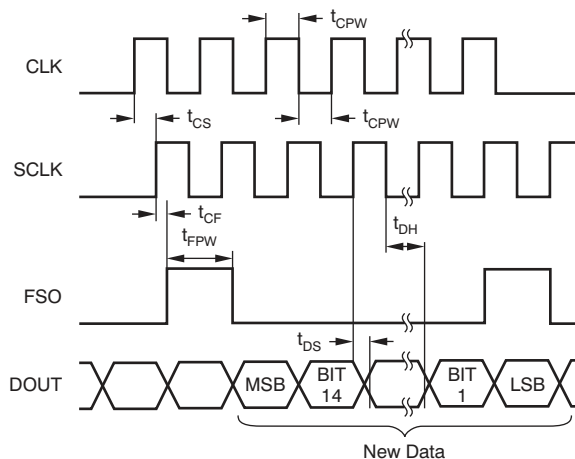 t_CPW
CLK
t_CS
t_CPW
SCLK
t_CF
t_DH
t_FPW
FSO
t_DS
DOUT
MSB
BIT
14
BIT
1
LSB
New Data